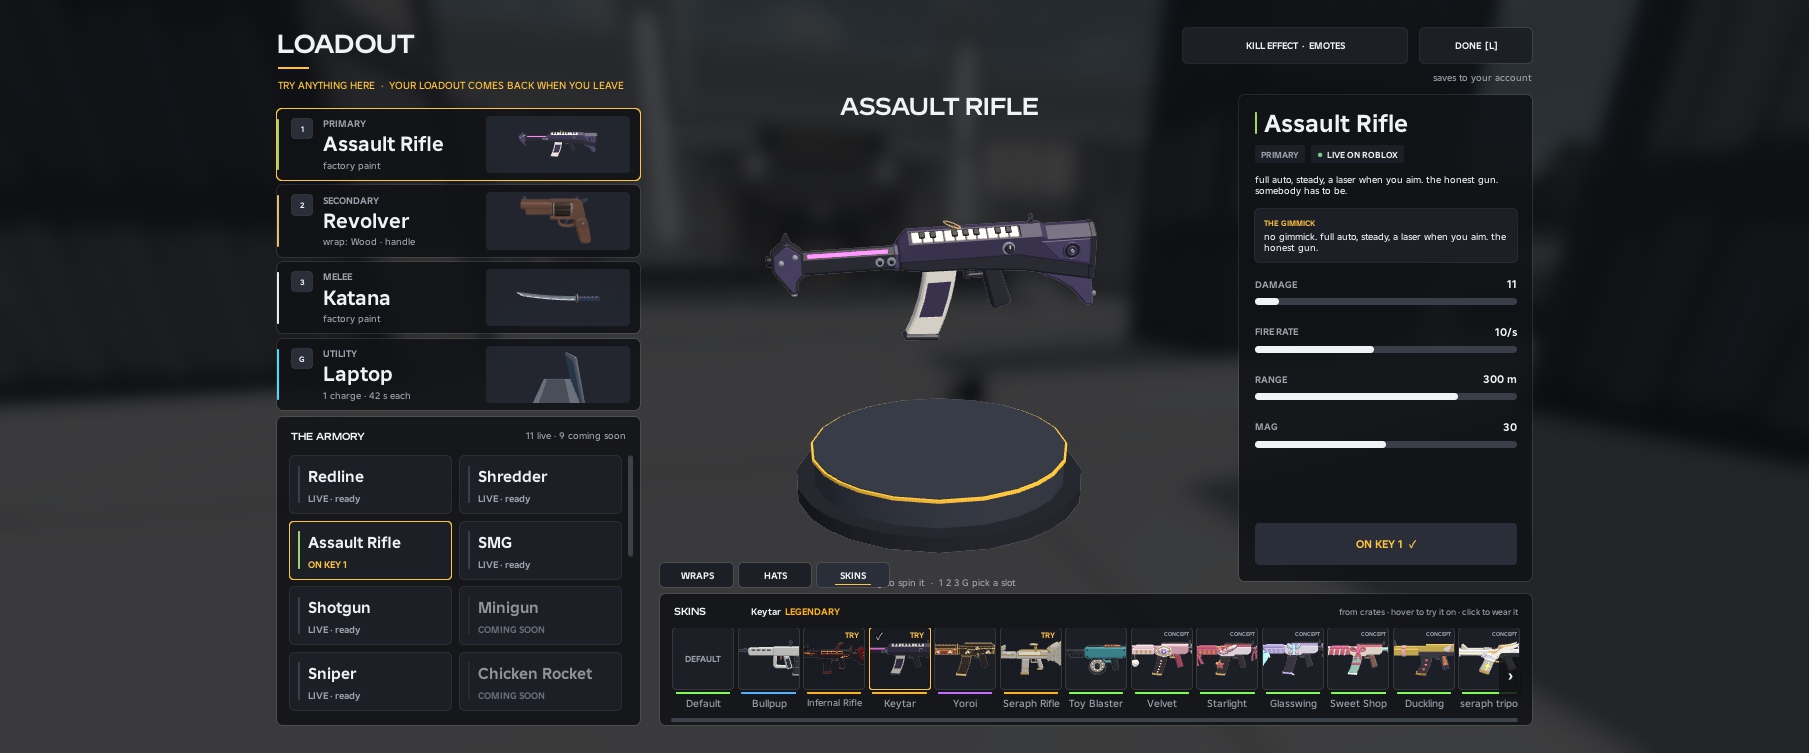 LOADOUT
TRY ANYTHING HERE · YOUR LOADOUT COMES BACK WHEN YOU LEAVE
1
PRIMARY
Assault Rifle
factory paint
2
SECONDARY
Revolver
wrap: Wood · handle
3
MELEE
Katana
factory paint
G
UTILITY
Laptop
1 charge · 42 s each
THE ARMORY
11 live · 9 coming soon
Redline
LIVE · ready
Shredder
LIVE · ready
Assault Rifle
ON KEY 1
SMG
LIVE · ready
Shotgun
LIVE · ready
Minigun
COMING SOON
Sniper
LIVE · ready
Chicken Rocket
COMING SOON
ASSAULT RIFLE
WRAPS
HATS
SKINS
to spin it · 1 2 3 G pick a slot
SKINS
Keytar LEGENDARY
from crates · hover to try it on · click to wear it
DEFAULT
TRY
✓ TRY
TRY
CONCEPT
CONCEPT
CONCEPT
CONCEPT
CONCEPT
CONCEPT
›
Default
Bullpup
Infernal Rifle
Keytar
Yoroi
Seraph Rifle
Toy Blaster
Velvet
Starlight
Glasswing
Sweet Shop
Duckling
seraph tripo
KILL EFFECT · EMOTES
DONE [L]
saves to your account
Assault Rifle
PRIMARY
• LIVE ON ROBLOX
full auto, steady, a laser when you aim. the honest gun.
somebody has to be.
THE GIMMICK
no gimmick. full auto, steady, a laser when you aim. the
honest gun.
DAMAGE 11
FIRE RATE 10/s
RANGE 300 m
MAG 30
ON KEY 1 ✓